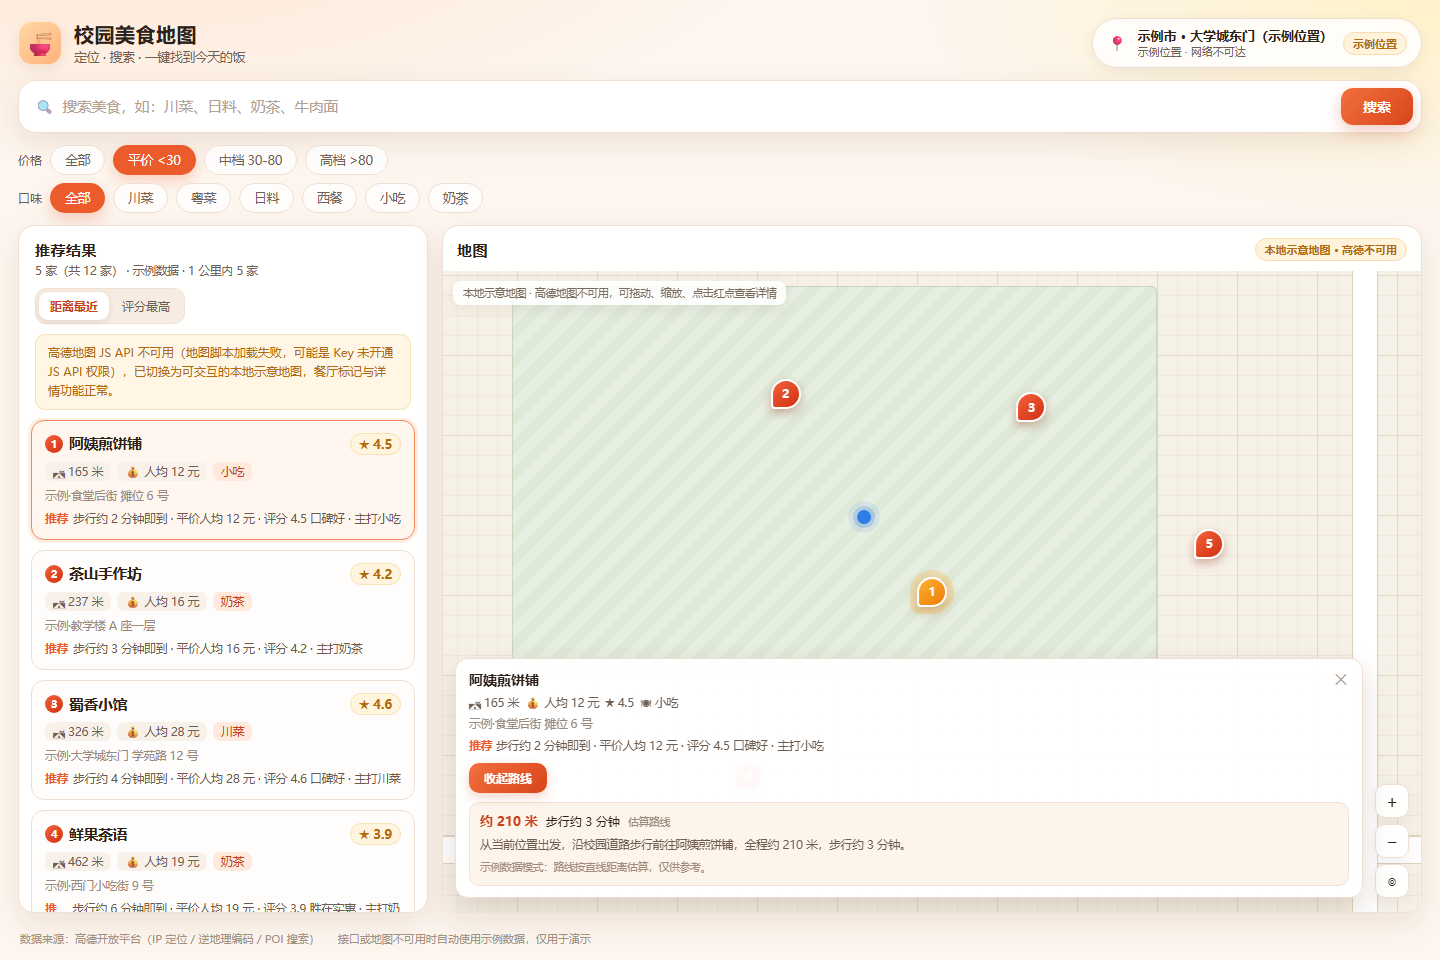 校园美食地图
定位 · 搜索 · 一键找到今天的饭
示例市 • 大学城东门（示例位置）
示例位置 · 网络不可达
示例位置
搜索美食，如：川菜、日料、奶茶、牛肉面
搜索
价格 全部 平价 <30 中档 30-80 高档 >80
口味 全部 川菜 粤菜 日料 西餐 小吃 奶茶
推荐结果
5 家（共 12 家） · 示例数据 · 1 公里内 5 家
距离最近 评分最高
高德地图 JS API 不可用（地图脚本加载失败，可能是 Key 未开通
JS API 权限），已切换为可交互的本地示意地图，餐厅标记与详
情功能正常。
1 阿姨煎饼铺 ★ 4.5
165 米 人均 12 元 小吃
示例·食堂后街 摊位 6 号
推荐 步行约 2 分钟即到 · 平价人均 12 元 · 评分 4.5 口碑好 · 主打小吃
2 茶山手作坊 ★ 4.2
237 米 人均 16 元 奶茶
示例·教学楼 A 座一层
推荐 步行约 3 分钟即到 · 平价人均 16 元 · 评分 4.2 · 主打奶茶
3 蜀香小馆 ★ 4.6
326 米 人均 28 元 川菜
示例·大学城东门 学苑路 12 号
推荐 步行约 4 分钟即到 · 平价人均 28 元 · 评分 4.6 口碑好 · 主打川菜
4 鲜果茶语 ★ 3.9
462 米 人均 19 元 奶茶
示例·西门小吃街 9 号
推 步行约 6 分钟即到 · 平价人均 19 元 · 评分 3.9 胜在实惠 · 主打奶
地图
本地示意地图 • 高德不可用
本地示意地图 · 高德地图不可用，可拖动、缩放、点击红点查看详情
2
3
5
1
阿姨煎饼铺
165 米 人均 12 元 ★ 4.5 小吃
示例·食堂后街 摊位 6 号
推荐 步行约 2 分钟即到 · 平价人均 12 元 · 评分 4.5 口碑好 · 主打小吃
收起路线
约 210 米 步行约 3 分钟 估算路线
从当前位置出发，沿校园道路步行前往阿姨煎饼铺，全程约 210 米，步行约 3 分钟。
示例数据模式：路线按直线距离估算，仅供参考。
+
−
◎
数据来源：高德开放平台（IP 定位 / 逆地理编码 / POI 搜索） 接口或地图不可用时自动使用示例数据，仅用于演示